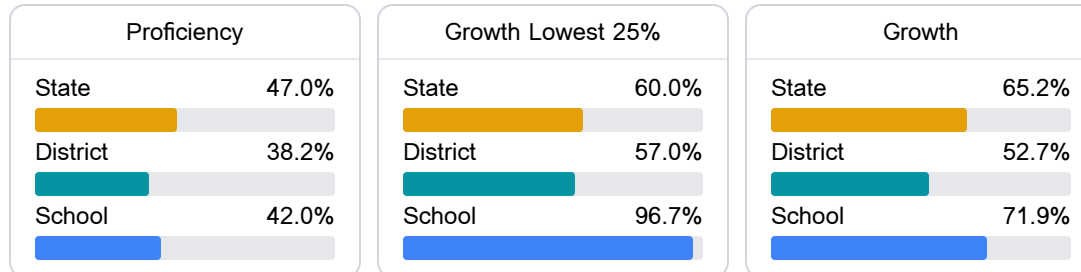 Proficiency
State 47.0%
District 38.2%
School 42.0%
Growth Lowest 25%
State 60.0%
District 57.0%
School 96.7%
Growth
State 65.2%
District 52.7%
School 71.9%